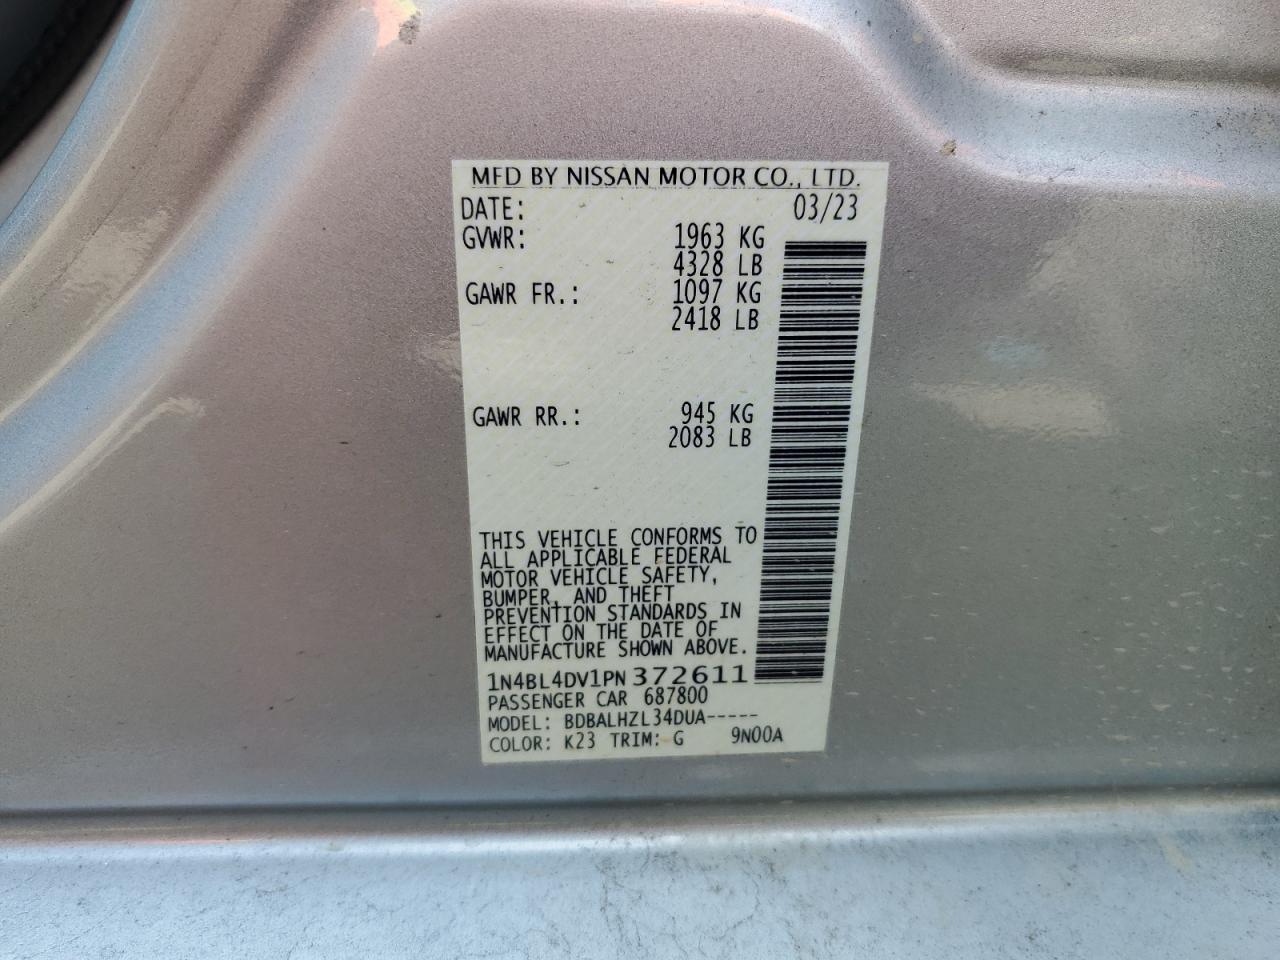 MFD BY NISSAN MOTOR CO., LTD.
DATE: 03/23
GVWR: 1963 KG
4328 LB
GAWR FR.: 1097 KG
2418 LB
GAWR RR.: 945 KG
2083 LB
THIS VEHICLE CONFORMS TO
ALL APPLICABLE FEDERAL
MOTOR VEHICLE SAFETY,
BUMPER, AND THEFT
PREVENTION STANDARDS IN
EFFECT ON THE DATE OF
MANUFACTURE SHOWN ABOVE.
1N4BL4DV1PN372611
PASSENGER CAR 687800
MODEL: BDBALHZL34DUA-----
COLOR: K23 TRIM: G 9N00A